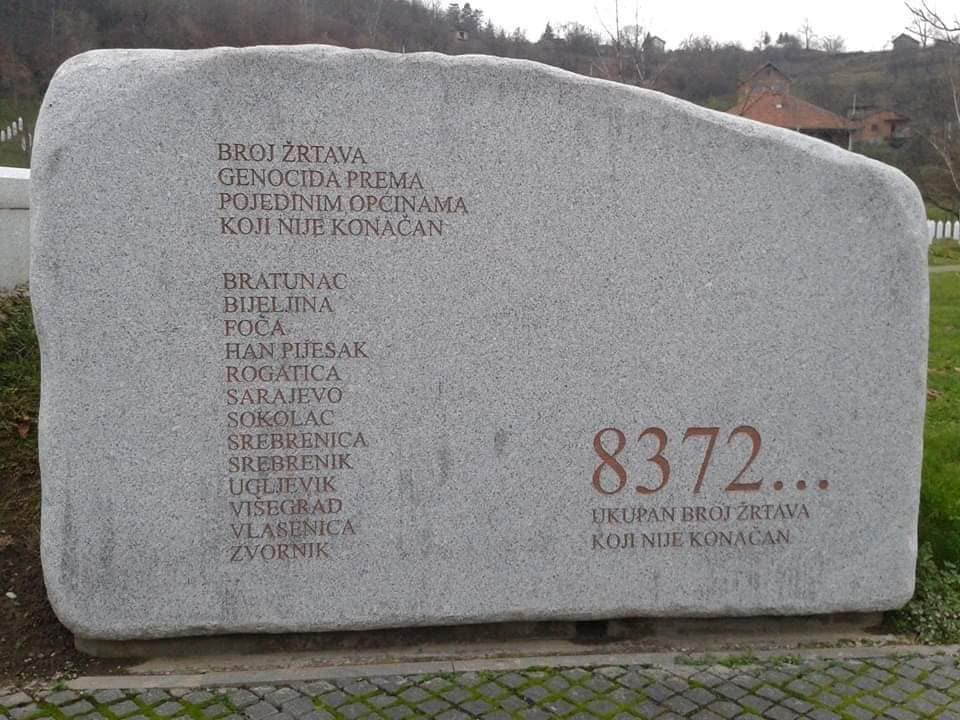 BROJ ŽRTAVA
GENOCIDA PREMA
POJEDINIM OPĆINAMA
KOJI NIJE KONAČAN
BRATUNAC
BIJELJINA
FOČA
HAN PIJESAK
ROGATICA
SARAJEVO
SOKOLAC
SREBRENICA
SREBRENIK
UGLJEVIK
VIŠEGRAD
VLASENICA
ZVORNIK
8372...
UKUPAN BROJ ŽRTAVA
KOJI NIJE KONAČAN